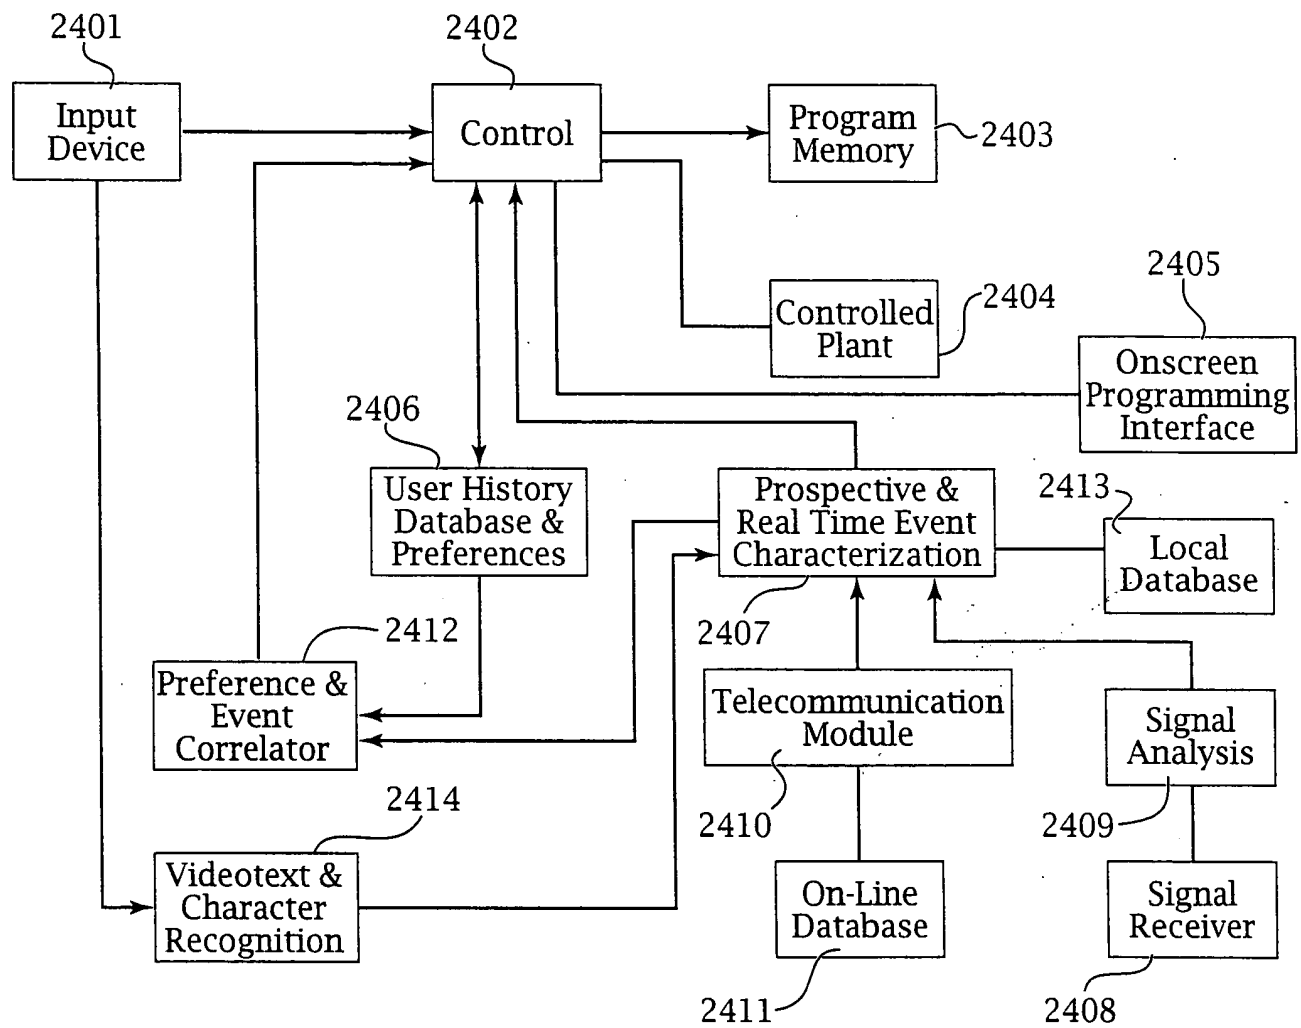 2401
Input
Device
2402
Control
Program
Memory
2403
Controlled
Plant
2404
2405
Onscreen
Programming
Interface
2406
User History
Database &
Preferences
Prospective &
Real Time Event
Characterization
2407
2413
Local
Database
2412
Preference &
Event
Correlator
Telecommunication
Module
2410
Signal
Analysis
2409
2414
Videotext &
Character
Recognition
On-Line
Database
2411
Signal
Receiver
2408